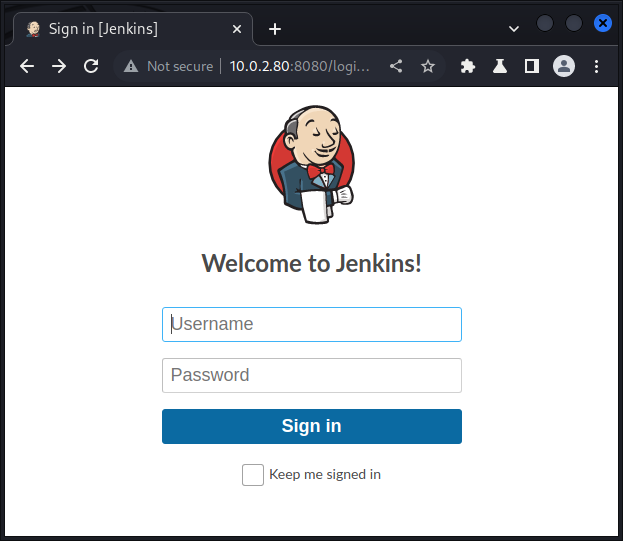 Sign in [Jenkins]
Not secure | 10.0.2.80:8080/logi...
Welcome to Jenkins!
Username
Password
Sign in
Keep me signed in